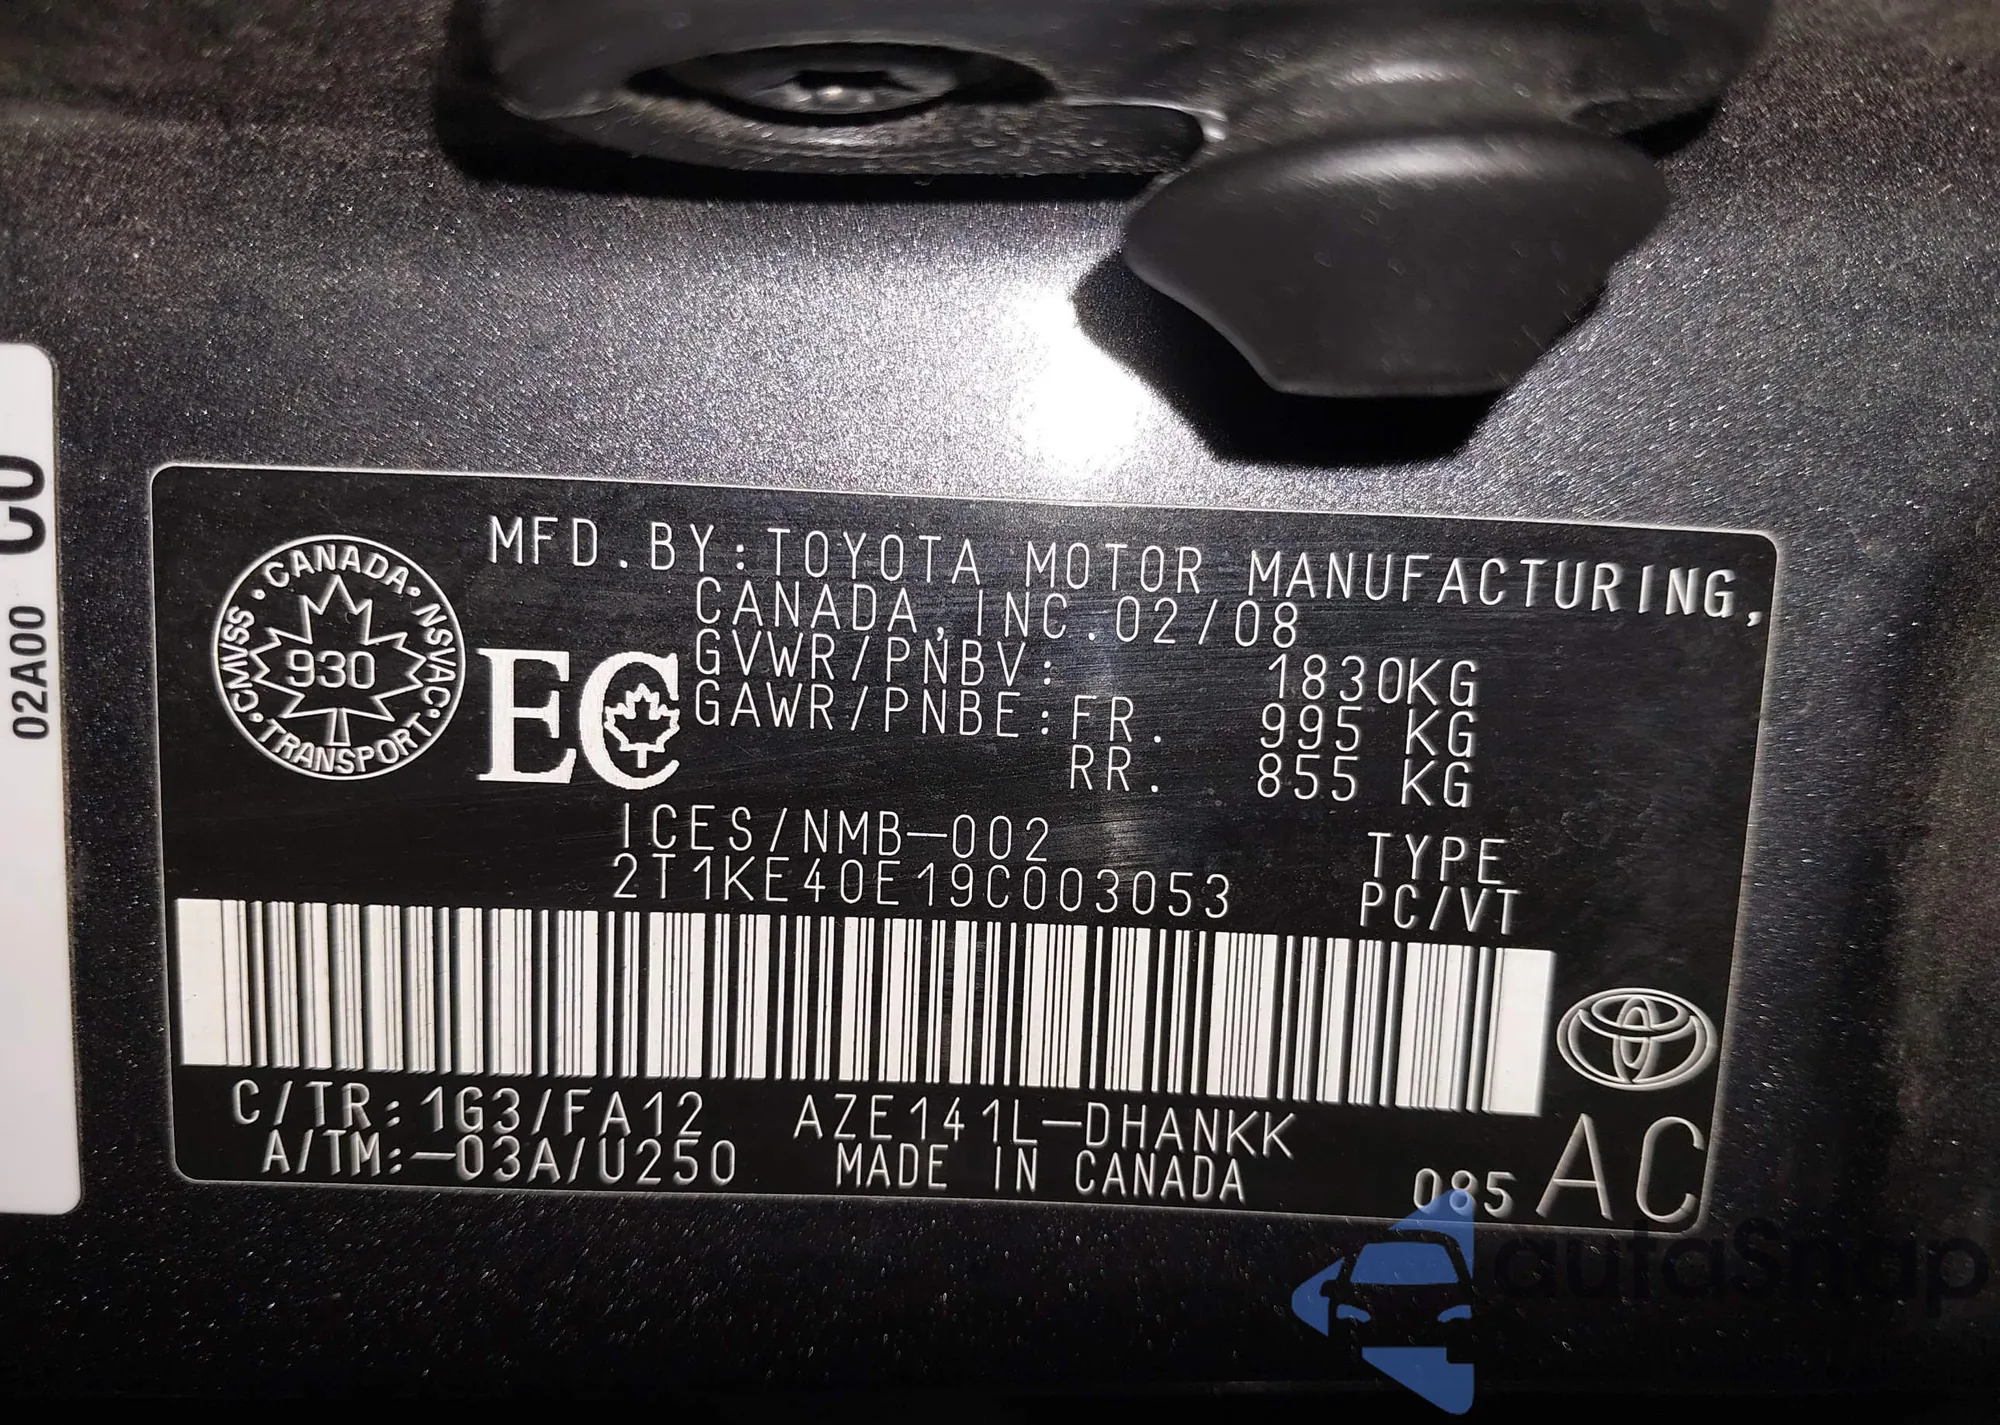 MFD.BY:TOYOTA MOTOR MANUFACTURING,
CANADA, INC. 02/08
GVWR/PNBV: 1830KG
GAWR/PNBE:FR. 995 KG
RR. 855 KG
CANADA
NSVAC
TRANSPORT
CMVSS
930
EC
ICES/NMB-002
2T1KE40E19C003053
TYPE
PC/VT
C/TR:1G3/FA12 AZE141L-DHANKK
A/TM:-03A/U250 MADE IN CANADA
085 AC
02A00
autaSnap